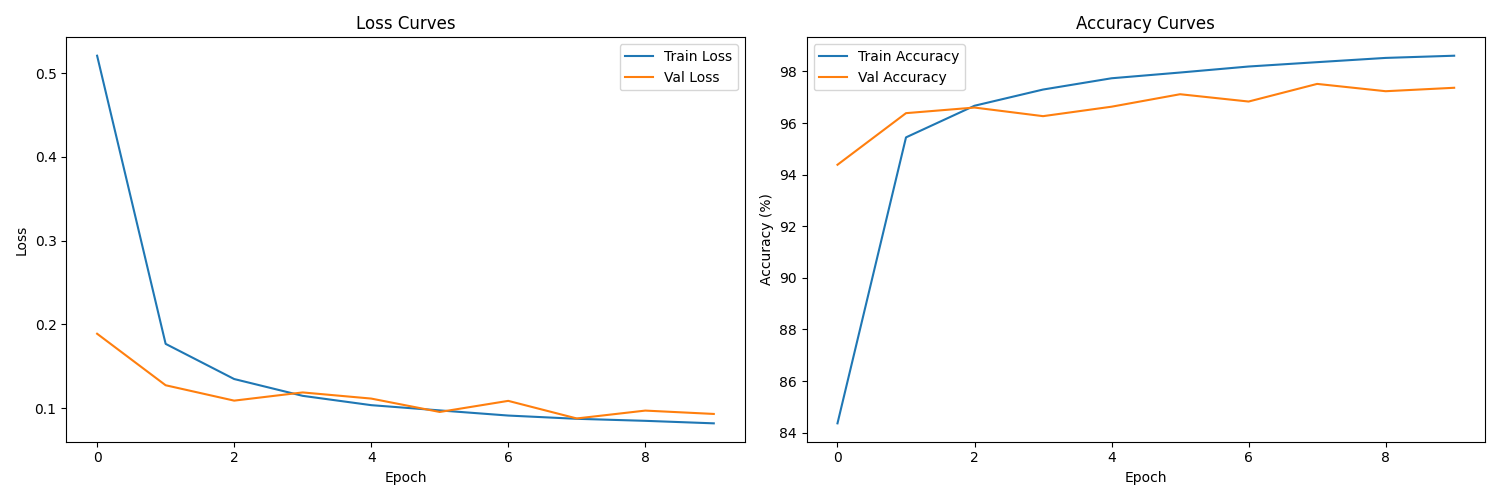 Loss Curves
0.5
0.4
0.3
0.2
0.1
Loss
0 2 4 6 8
Epoch
Train Loss
Val Loss
Accuracy Curves
98
96
94
92
90
88
86
84
Accuracy (%)
0 2 4 6 8
Epoch
Train Accuracy
Val Accuracy